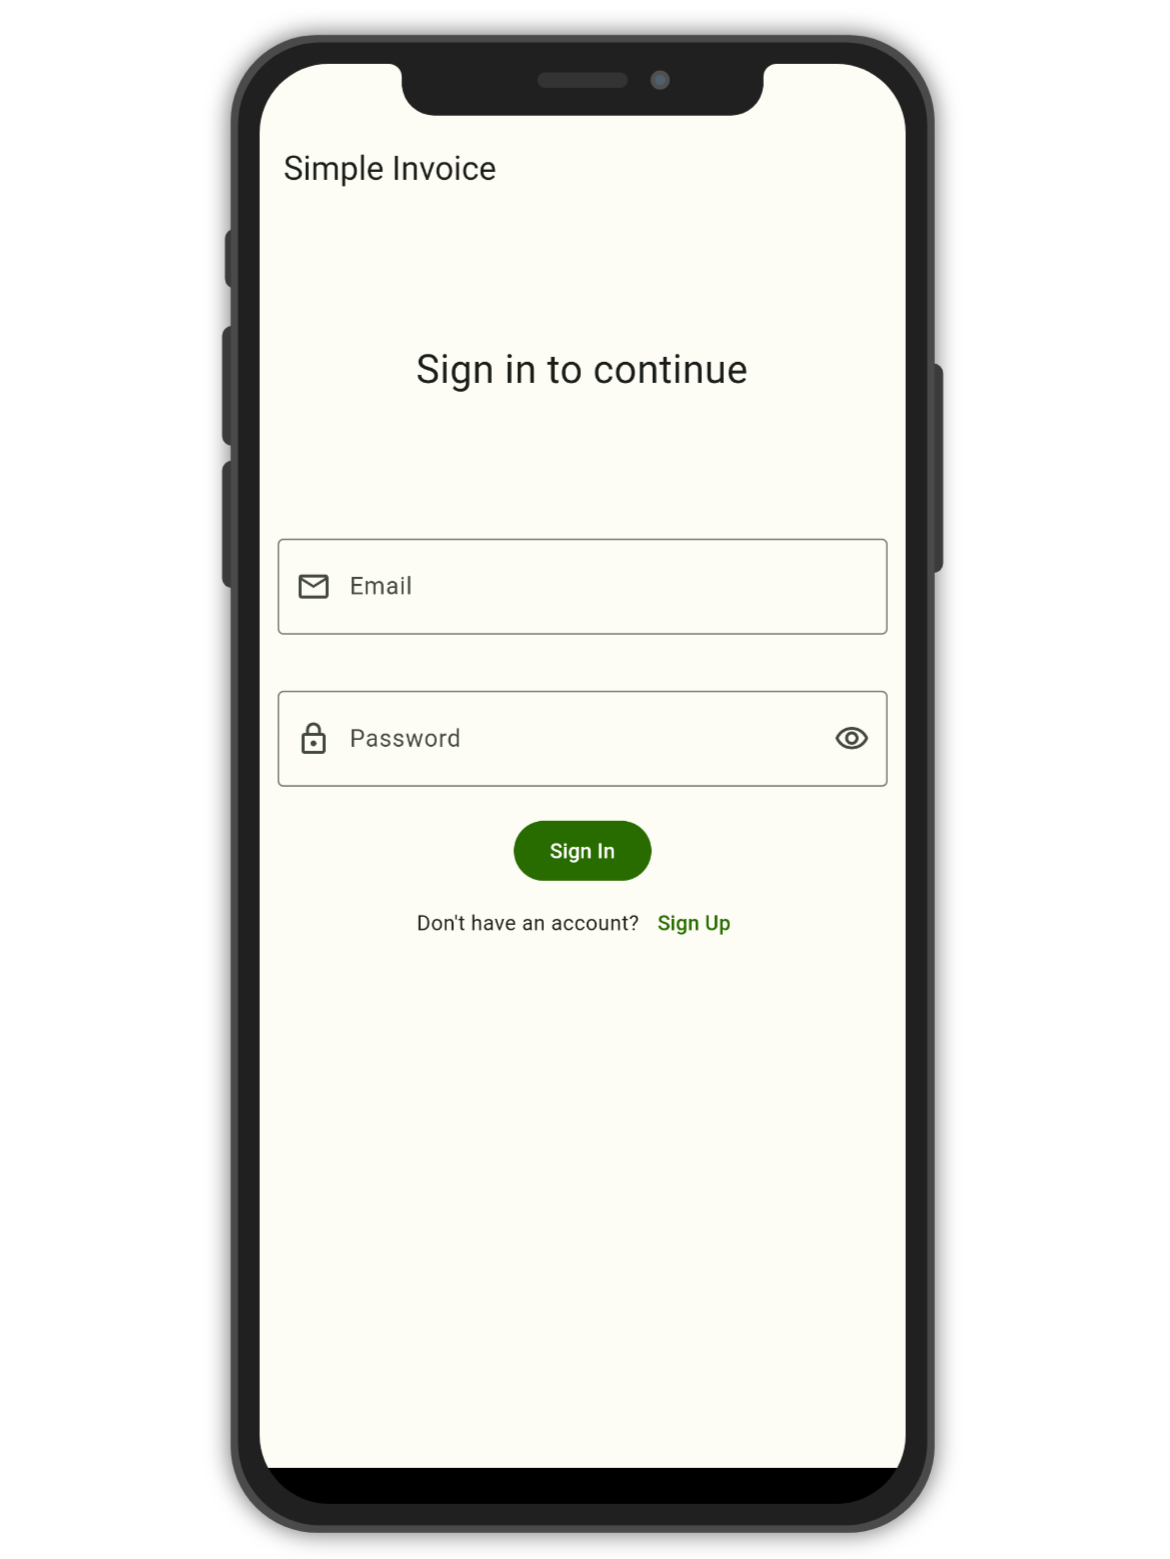 Simple Invoice
Sign in to continue
Email
Password
Sign In
Don't have an account? Sign Up